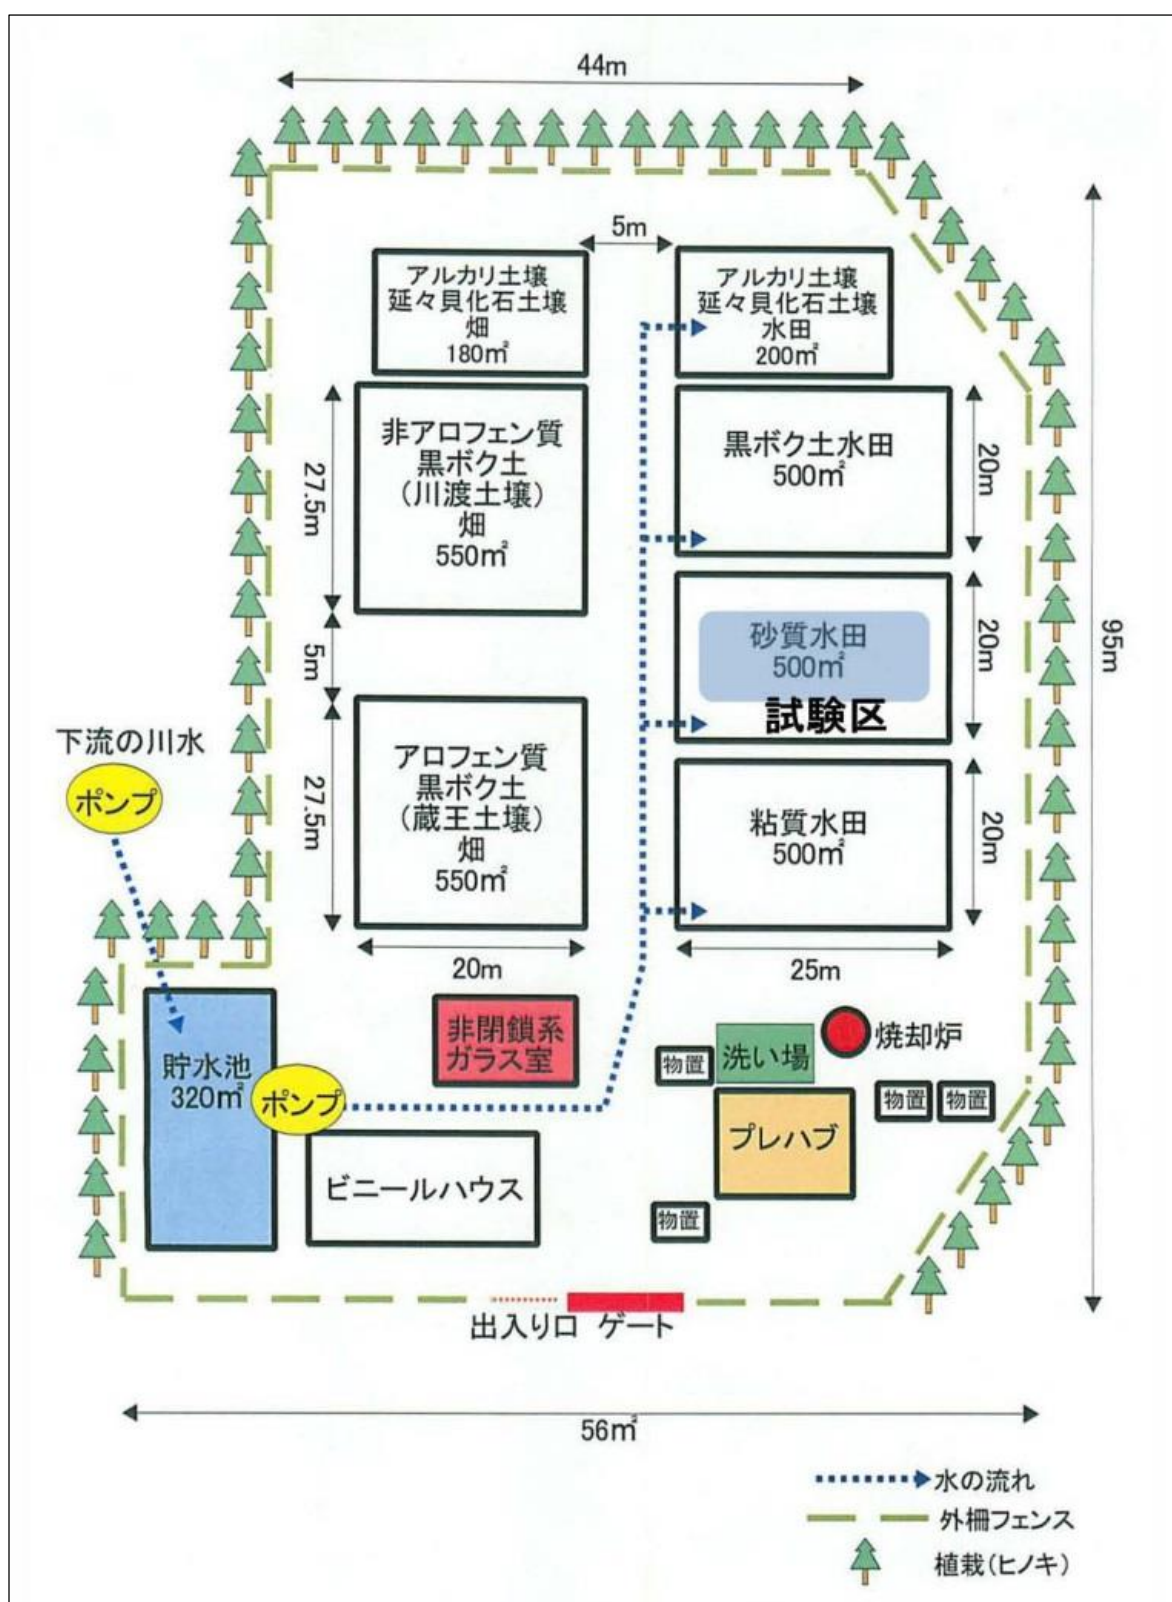 44m
5m
アルカリ土壌
延々貝化石土壌
畑
180㎡
アルカリ土壌
延々貝化石土壌
水田
200㎡
27.5m
非アロフェン質
黒ボク土
(川渡土壌)
畑
550㎡
黒ボク土水田
500㎡
20m
5m
砂質水田
500㎡
試験区
20m
95m
下流の川水
ポンプ
27.5m
アロフェン質
黒ボク土
(蔵王土壌)
畑
550㎡
粘質水田
500㎡
20m
20m
25m
貯水池
320㎡
ポンプ
非閉鎖系
ガラス室
物置
洗い場
焼却炉
プレハブ
物置
物置
ビニールハウス
物置
出入り口
ゲート
56㎡
水の流れ
外柵フェンス
植栽(ヒノキ)